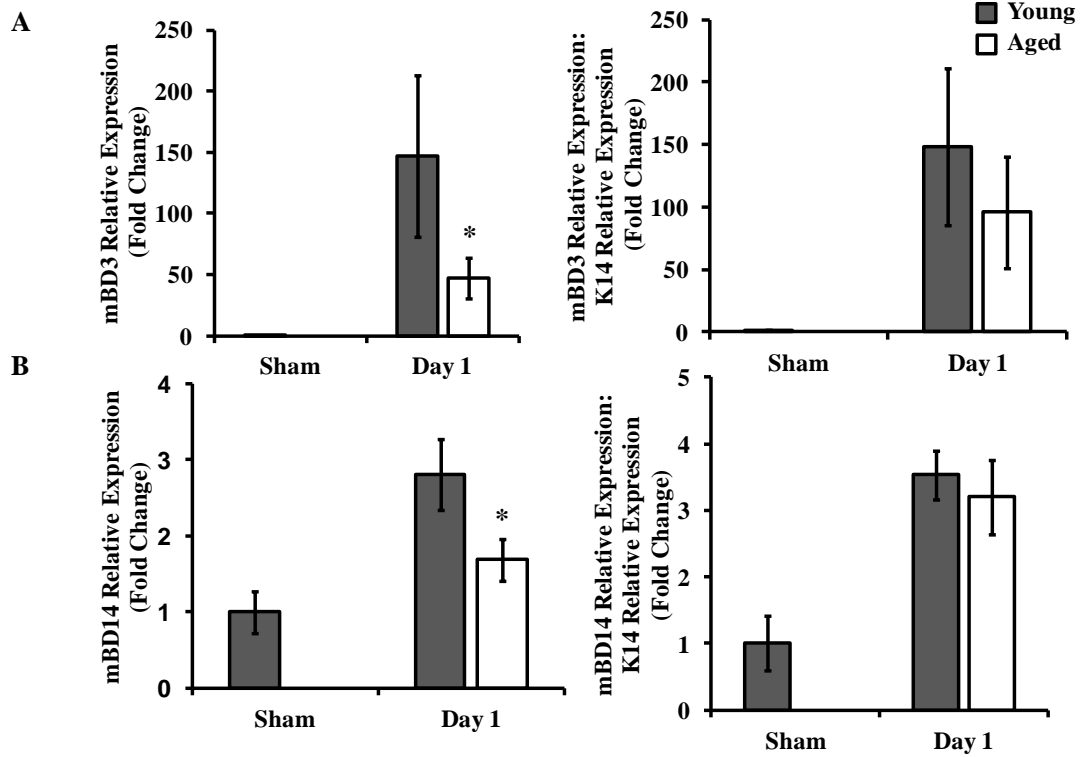 A
mBD3 Relative Expression
(Fold Change)
250
200
150
100
50
0
*
Sham
Day 1
mBD3 Relative Expression:
K14 Relative Expression
(Fold Change)
250
200
150
100
50
0
Sham
Day 1
Young
Aged
B
mBD14 Relative Expression
(Fold Change)
4
3
2
1
0
*
Sham
Day 1
mBD14 Relative Expression:
K14 Relative Expression
(Fold Change)
5
4
3
2
1
0
Sham
Day 1